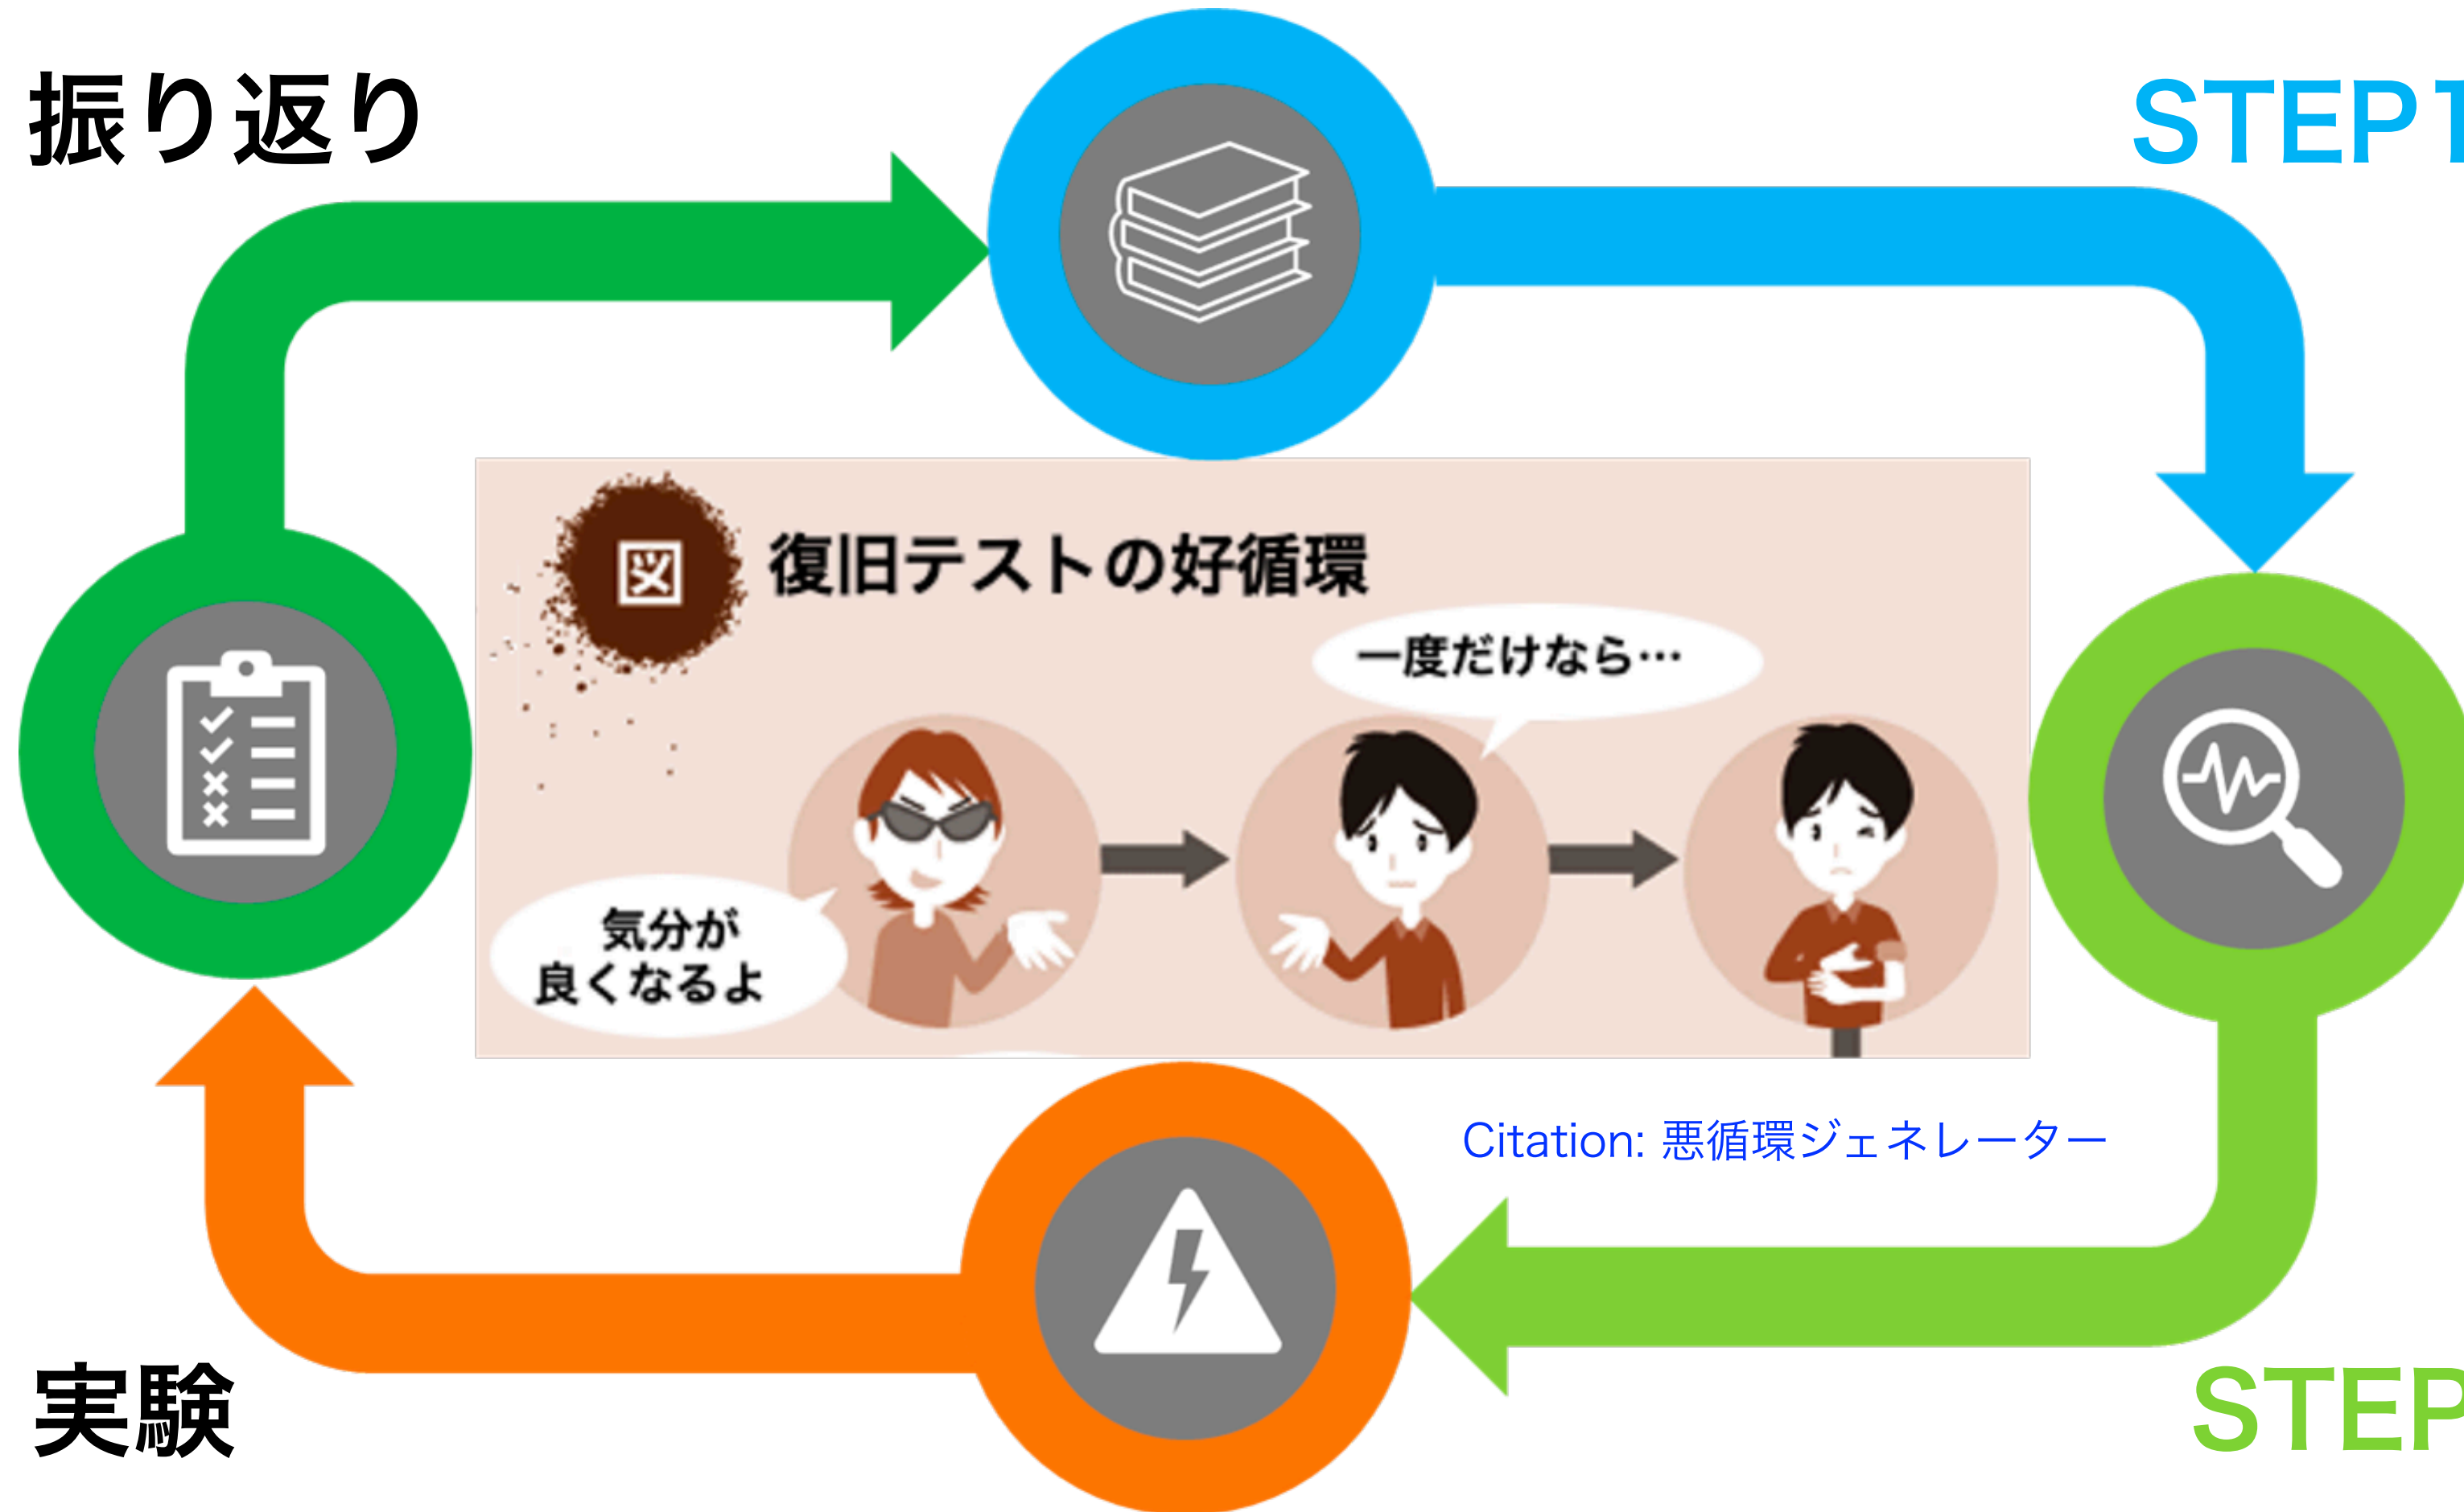 振り返り
STEP1
図
復旧テストの好循環
一度だけなら…
気分が
良くなるよ
Citation: 悪循環ジェネレーター
実験
STEP